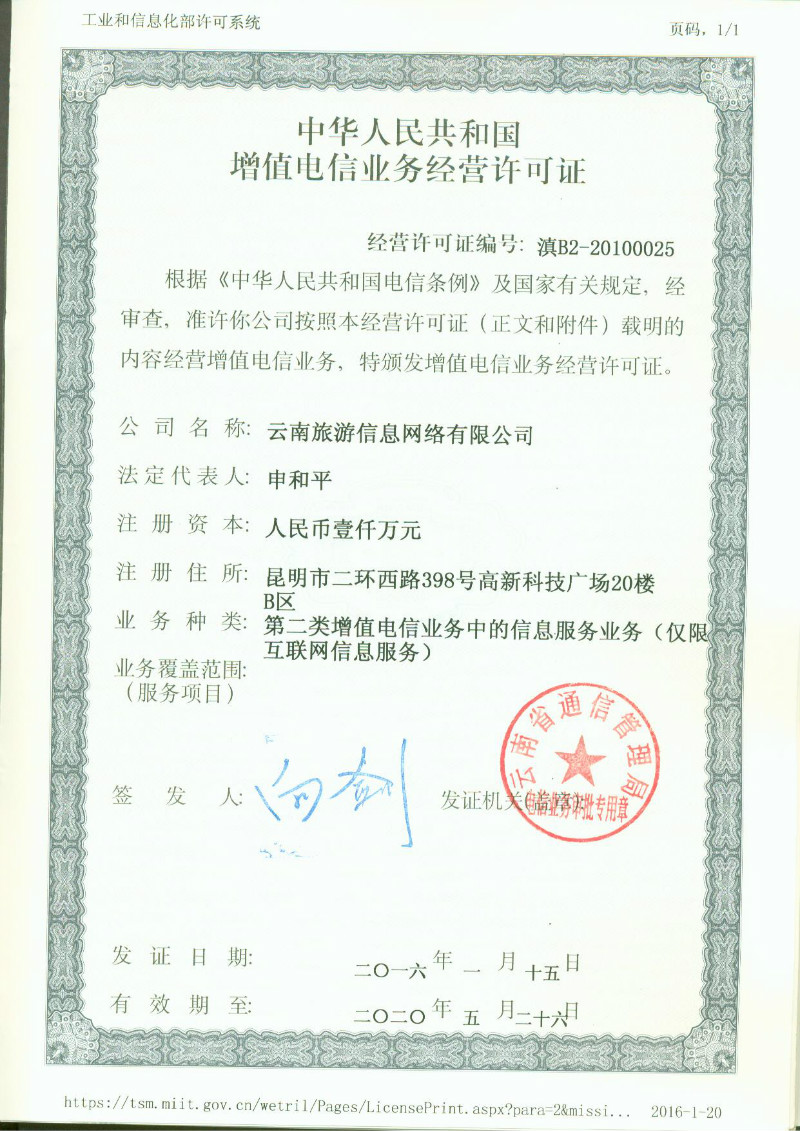 工业和信息化部许可系统
页码，1/1
中华人民共和国
增值电信业务经营许可证
经营许可证编号: 滇B2-20100025
根据《中华人民共和国电信条例》及国家有关规定，经
审查，准许你公司按照本经营许可证（正文和附件）载明的
内容经营增值电信业务，特颁发增值电信业务经营许可证。
公司名称: 云南旅游信息网络有限公司
法定代表人: 申和平
注册资本: 人民币壹仟万元
注册住所: 昆明市二环西路398号高新科技广场20楼
B区
业务种类: 第二类增值电信业务中的信息服务业务（仅限
互联网信息服务）
业务覆盖范围:
（服务项目）
云南省通信管理局
签发人: 向剑
发证机关(盖章):
电信业务审批专用章
发证日期: 二〇一六年一月十五日
有效期至: 二〇二〇年五月二十六日
https://tsm.miit.gov.cn/wetril/Pages/LicensePrint.aspx?para=2&missi... 2016-1-20